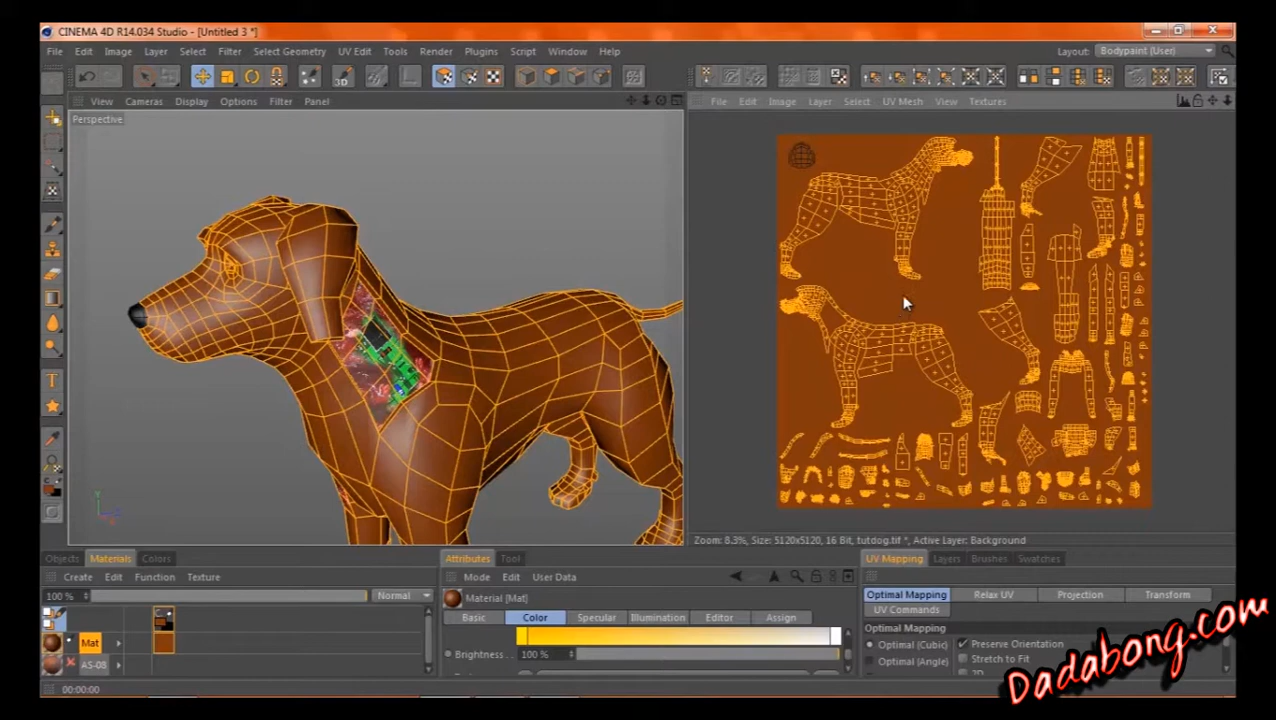 CINEMA 4D R14.034 Studio - [Untitled 3 *]
File Edit Image Layer Select Filter Select Geometry UV Edit Tools Render Plugins Script Window Help Layout: Bodypaint (User)
3D
View Cameras Display Options Filter Panel
File Edit Image Layer Select UV Mesh View Textures
Perspective
Y
Zoom: 8.3%, Size: 5120x5120, 16 Bit, tutdog.tif *, Active Layer: Background
Objects Materials Colors
Attributes Tool
UV Mapping Layers Brushes Swatches
Create Edit Function Texture
Mode Edit User Data
100 % Normal
Material [Mat]
Optimal Mapping Relax UV Projection Transform
UV Commands
Basic Color Specular Illumination Editor Assign
Optimal Mapping
Mat
Optimal (Cubic) Preserve Orientation
Brightness . . 100 %
Optimal (Angle) Stretch to Fit
AS-08
00:00:00
Dadabong.com